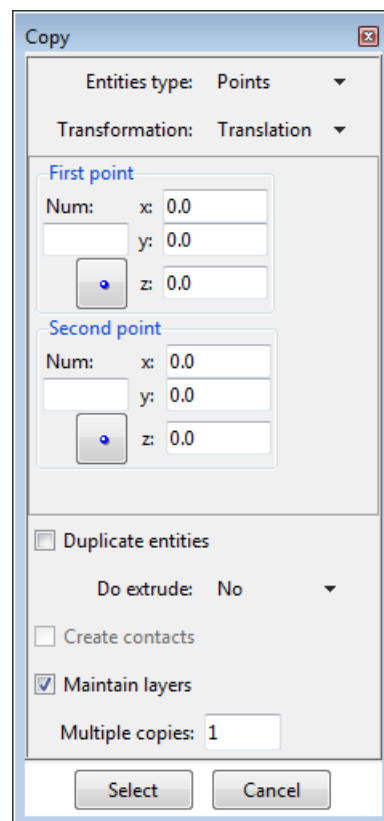 Copy
Entities type: Points
Transformation: Translation
First point
Num: x: 0.0
y: 0.0
z: 0.0
Second point
Num: x: 0.0
y: 0.0
z: 0.0
Duplicate entities
Do extrude: No
Create contacts
Maintain layers
Multiple copies: 1
Select Cancel